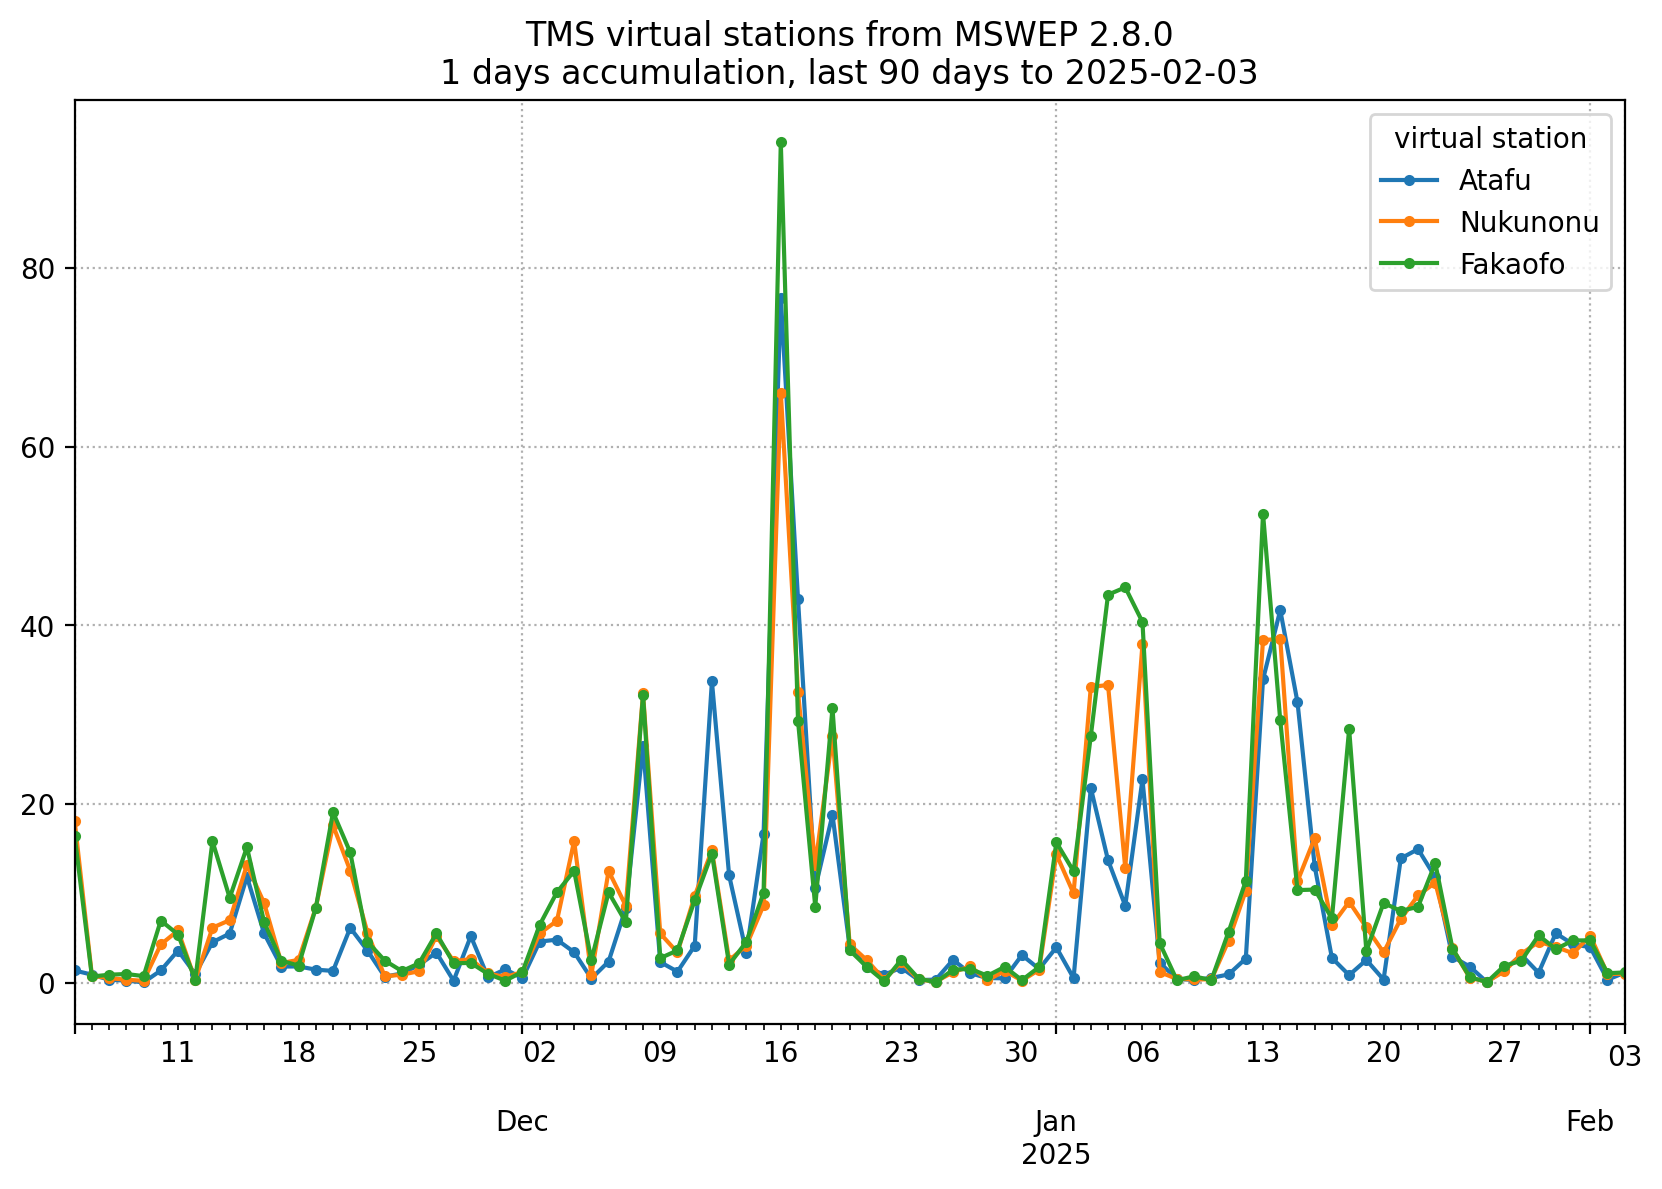 TMS virtual stations from MSWEP 2.8.0
1 days accumulation, last 90 days to 2025-02-03
virtual station
Atafu
Nukunonu
Fakaofo
80
60
40
20
0
11 18 25 02 09 16 23 30 06 13 20 27 03
Dec Jan Feb
2025